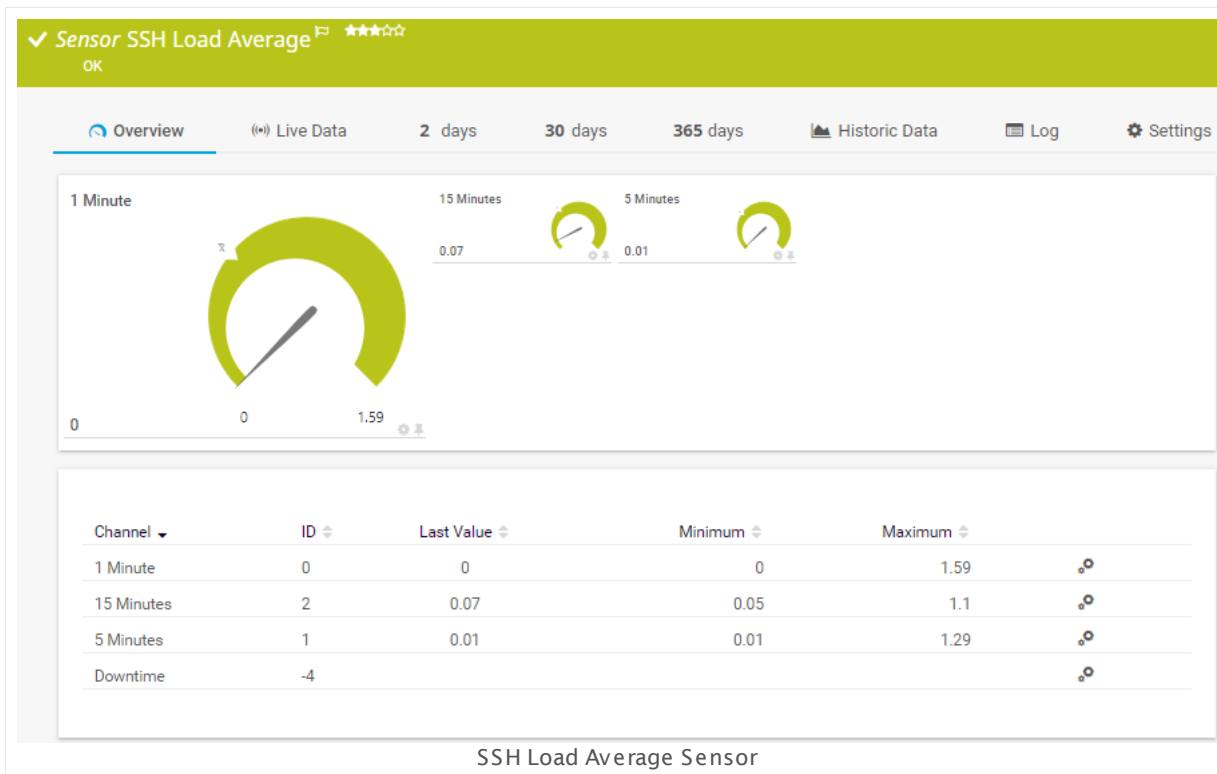 Sensor SSH Load Average
OK
Overview Live Data 2 days 30 days 365 days Historic Data Log Settings
1 Minute
0
0 1.59
15 Minutes
0.07
5 Minutes
0.01
Channel ID Last Value Minimum Maximum
1 Minute 0 0 0 1.59
15 Minutes 2 0.07 0.05 1.1
5 Minutes 1 0.01 0.01 1.29
Downtime -4
SSH Load Average Sensor